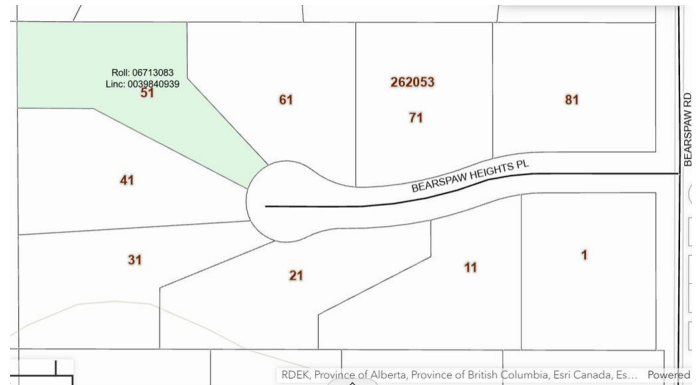 Roll: 06713083
Linc: 0039840939
51
61
262053
71
81
BEARSPAW RD
41
BEARSPAW HEIGHTS PL
31
21
11
1
RDEK, Province of Alberta, Province of British Columbia, Esri Canada, Es... Powered